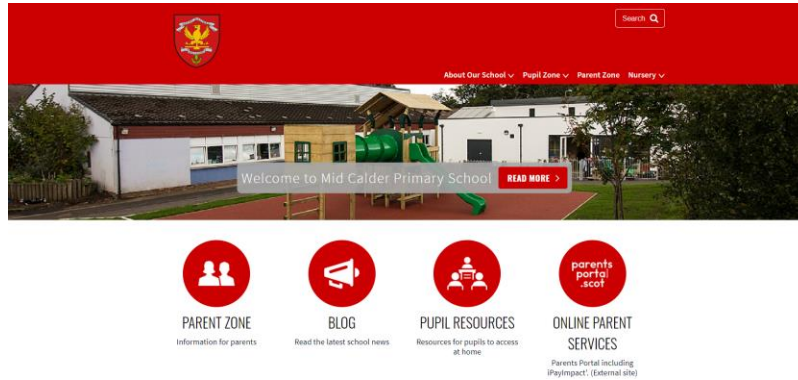 Search
About Our School Pupil Zone Parent Zone Nursery
Welcome to Mid Calder Primary School READ MORE >
parents
portal
.scot
PARENT ZONE
Information for parents
BLOG
Read the latest school news
PUPIL RESOURCES
Resources for pupils to access
at home
ONLINE PARENT
SERVICES
Parents Portal including
iPayImpact'. (External site)